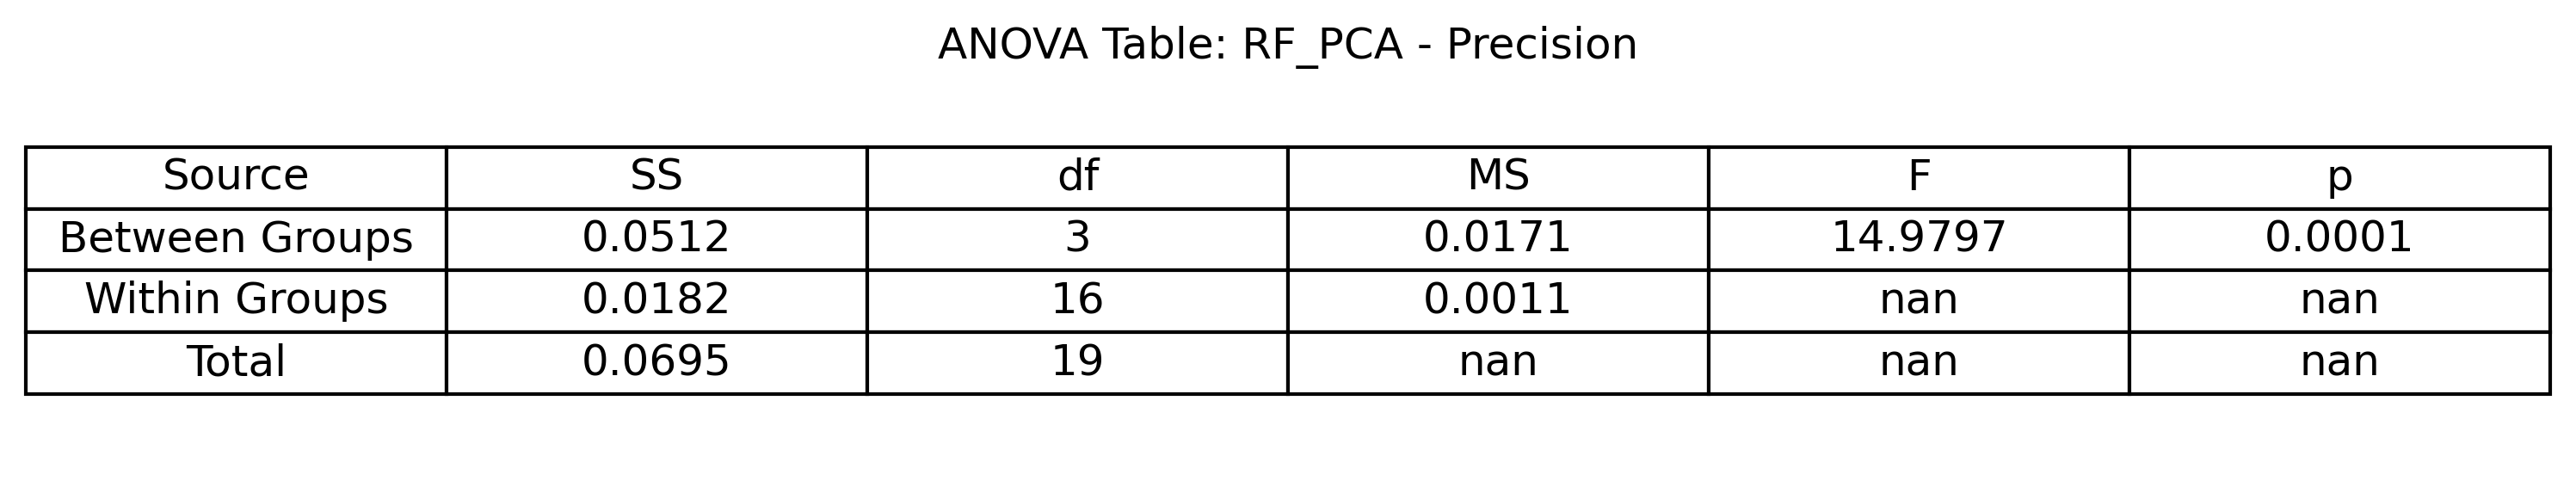 ANOVA Table: RF_PCA - Precision
Source SS df MS F p
Between Groups 0.0512 3 0.0171 14.9797 0.0001
Within Groups 0.0182 16 0.0011 nan nan
Total 0.0695 19 nan nan nan